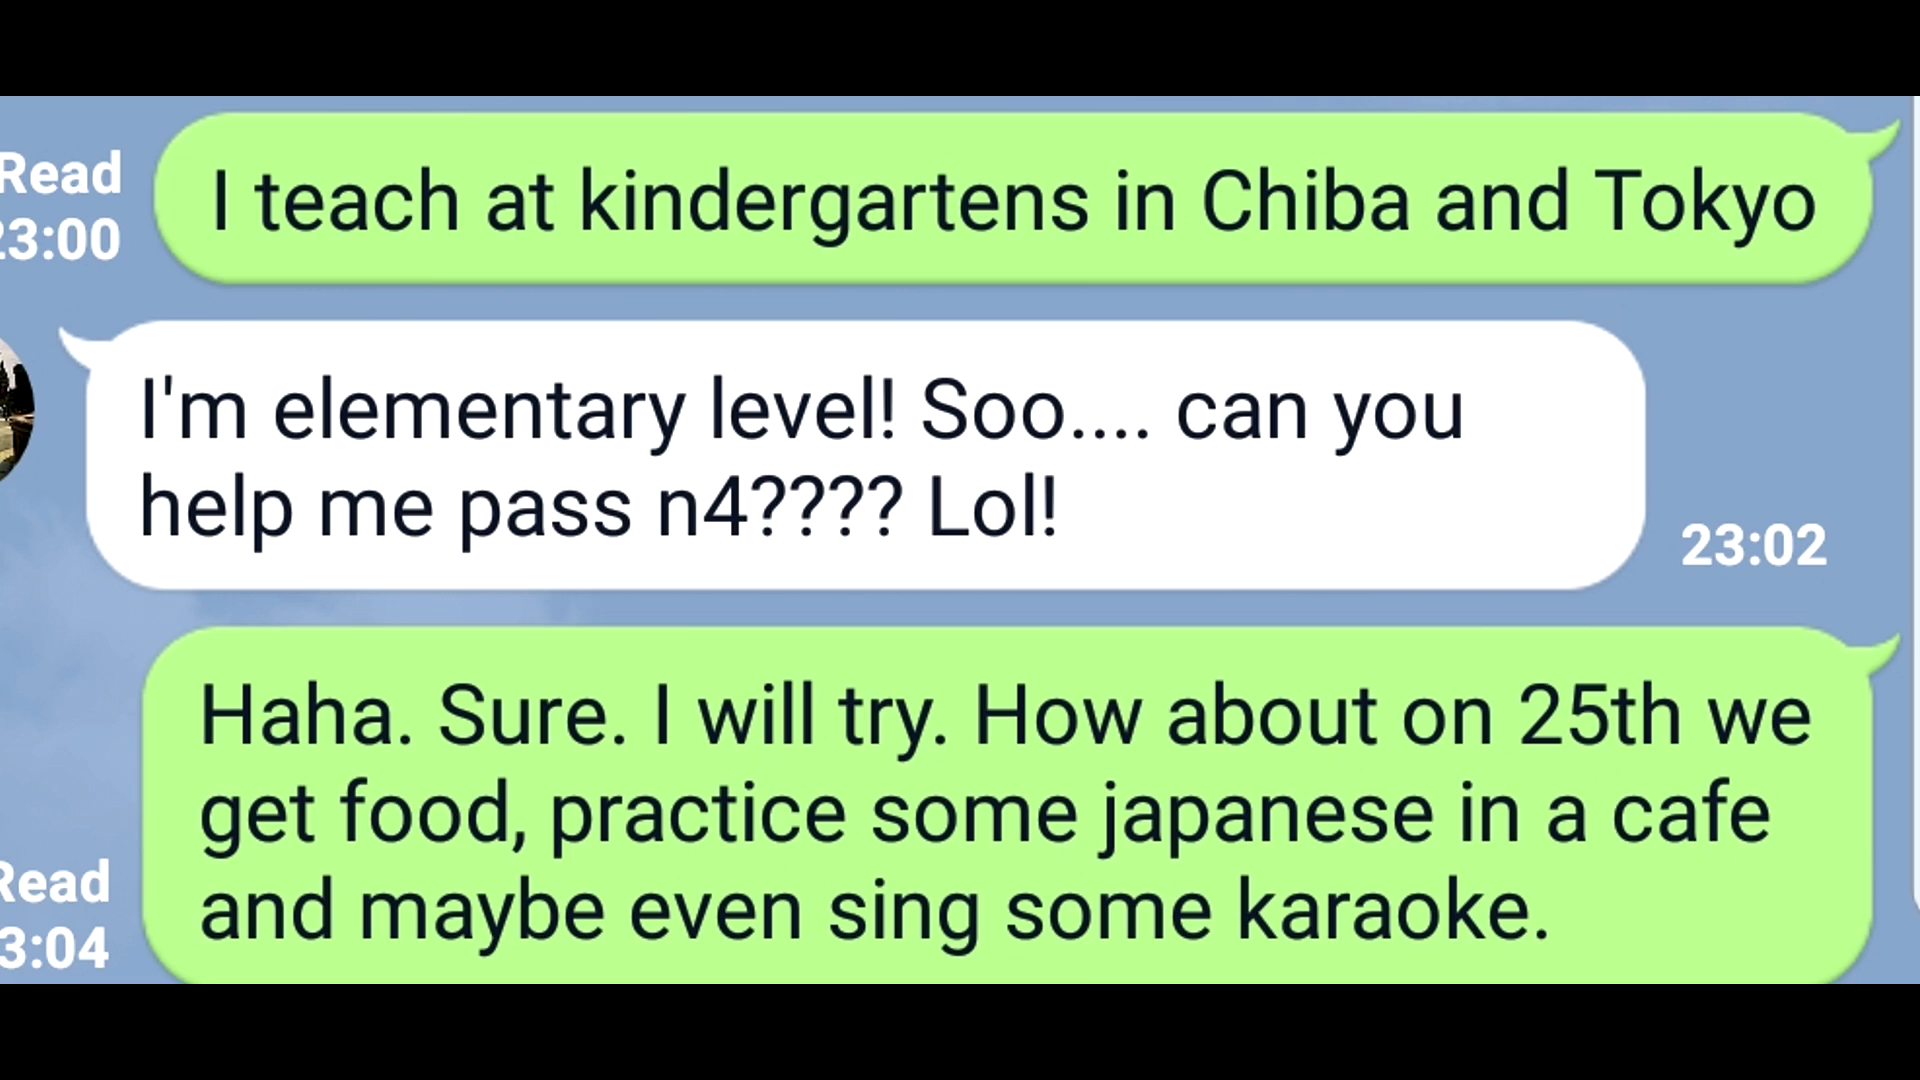 I teach at kindergartens in Chiba and Tokyo
Read
23:00
I'm elementary level! Soo.... can you
help me pass n4???? Lol!
23:02
Haha. Sure. I will try. How about on 25th we
get food, practice some japanese in a cafe
and maybe even sing some karaoke.
Read
3:04